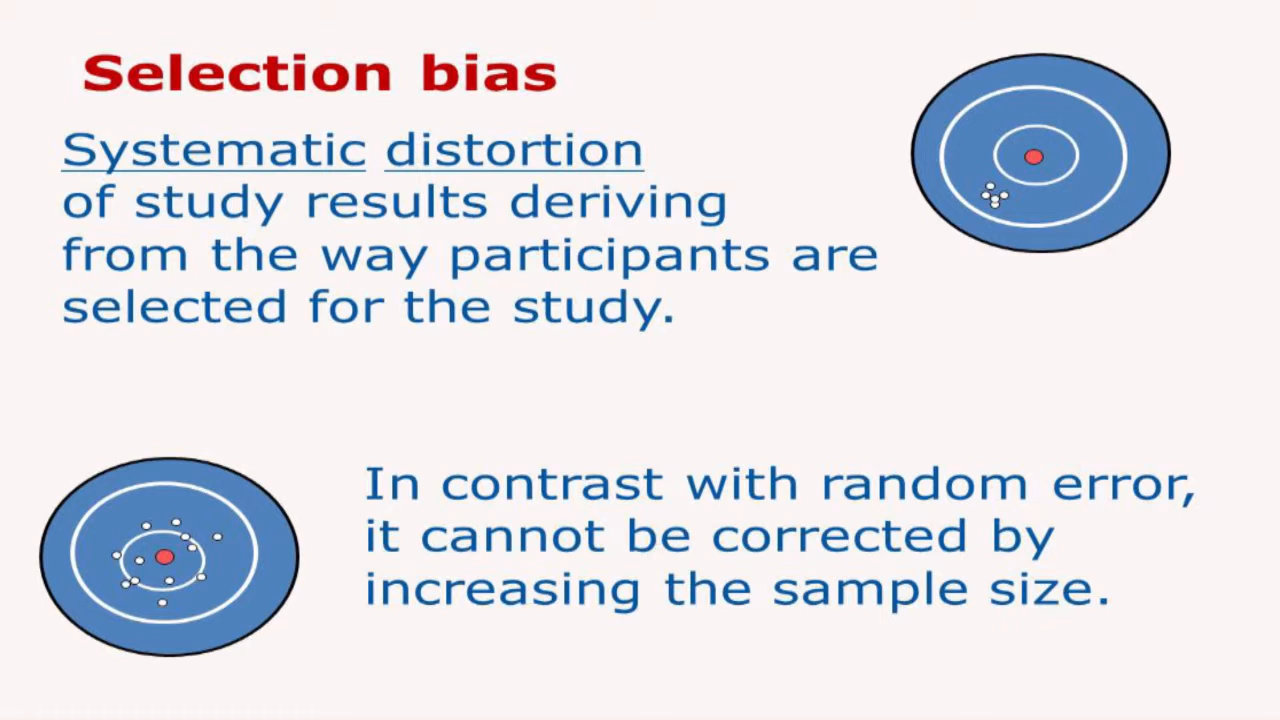 Selection bias
Systematic distortion
of study results deriving
from the way participants are
selected for the study.
In contrast with random error,
it cannot be corrected by
increasing the sample size.